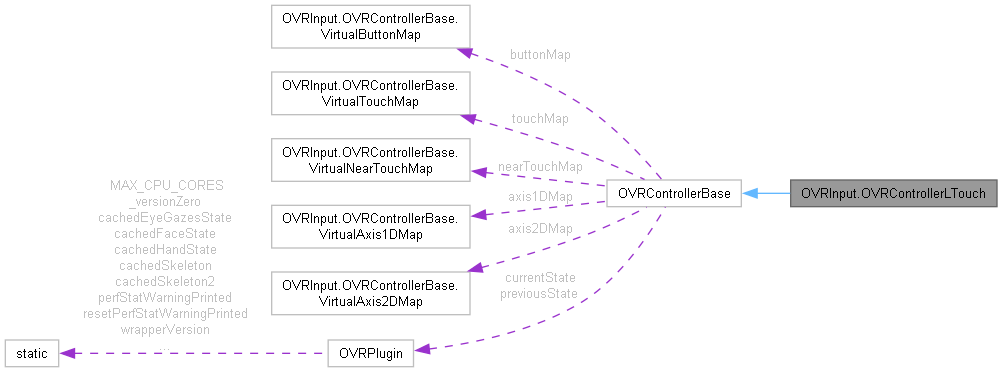 OVRInput.OVRControllerBase.
VirtualButtonMap
buttonMap
OVRInput.OVRControllerBase.
VirtualTouchMap
touchMap
OVRInput.OVRControllerBase.
VirtualNearTouchMap
nearTouchMap
OVRControllerBase
OVRInput.OVRControllerLTouch
OVRInput.OVRControllerBase.
VirtualAxis1DMap
axis1DMap
OVRInput.OVRControllerBase.
VirtualAxis2DMap
axis2DMap
currentState
previousState
MAX_CPU_CORES
_versionZero
cachedEyeGazesState
cachedFaceState
cachedHandState
cachedSkeleton
cachedSkeleton2
perfStatWarningPrinted
resetPerfStatWarningPrinted
wrapperVersion
...
static
OVRPlugin